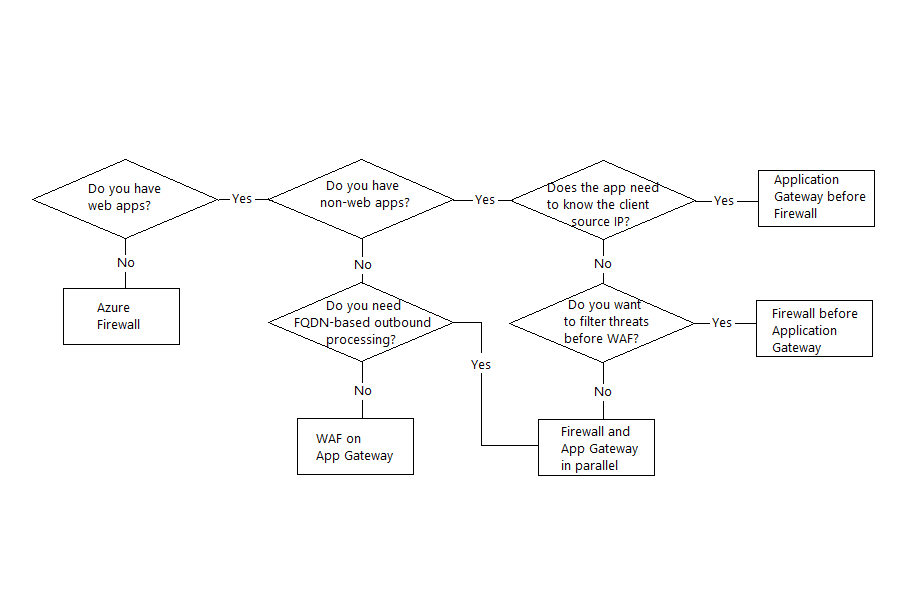 Do you have
web apps?
Yes
Do you have
non-web apps?
Yes
Does the app need
to know the client
source IP?
Yes
Application
Gateway before
Firewall
No
No
No
Azure
Firewall
Do you need
FQDN-based outbound
processing?
Yes
Do you want
to filter threats
before WAF?
Yes
Firewall before
Application
Gateway
No
No
WAF on
App Gateway
Firewall and
App Gateway
in parallel